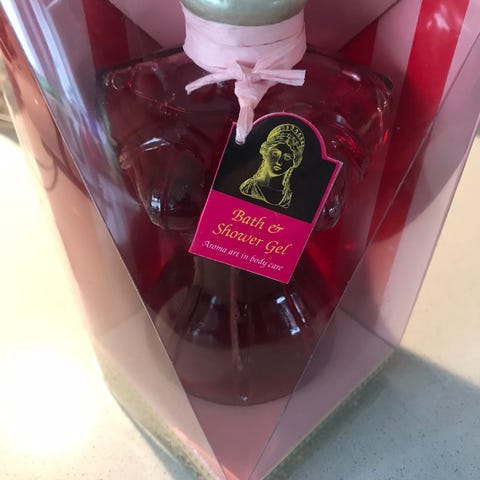 Bath &
Shower Gel
Aroma art in body care